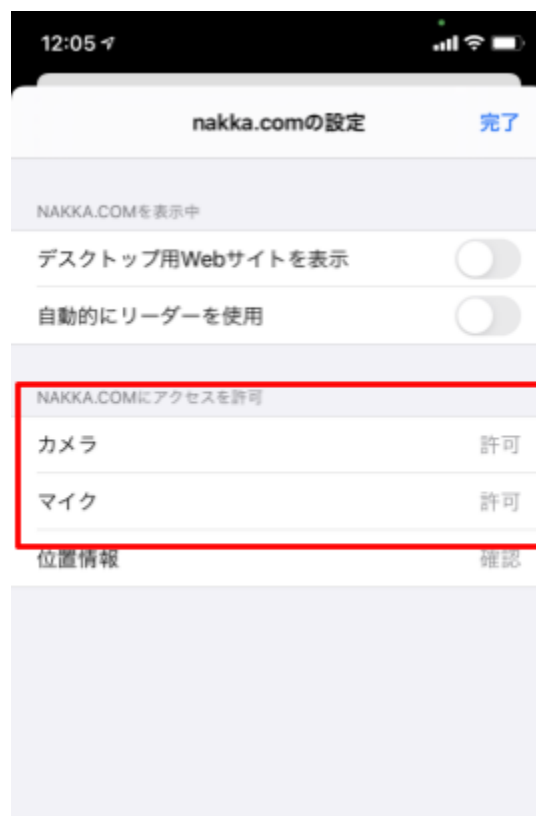 12:05
nakka.comの設定
完了
NAKKA.COMを表示中
デスクトップ用Webサイトを表示
自動的にリーダーを使用
NAKKA.COMにアクセスを許可
カメラ 許可
マイク 許可
位置情報 確認